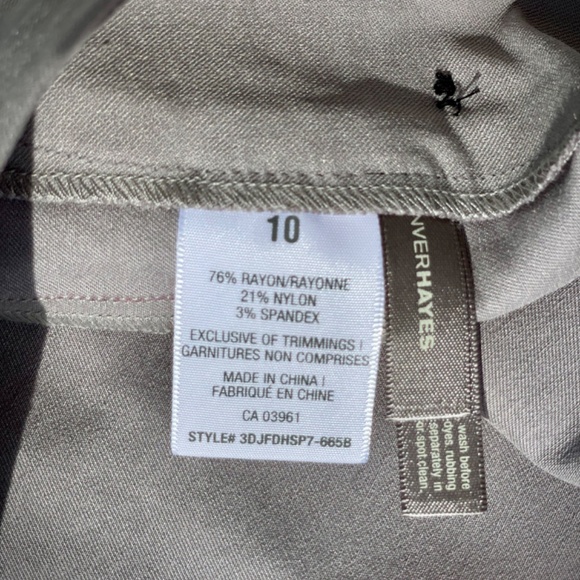 10
76% RAYON/RAYONNE
21% NYLON
3% SPANDEX
EXCLUSIVE OF TRIMMINGS |
GARNITURES NON COMPRISES
MADE IN CHINA |
FABRIQUÉ EN CHINE
CA 03961
STYLE# 3DJFDHSP7-665B
NVERHAYES
wash before
dyes, rubbing
separately in
or spot clean.